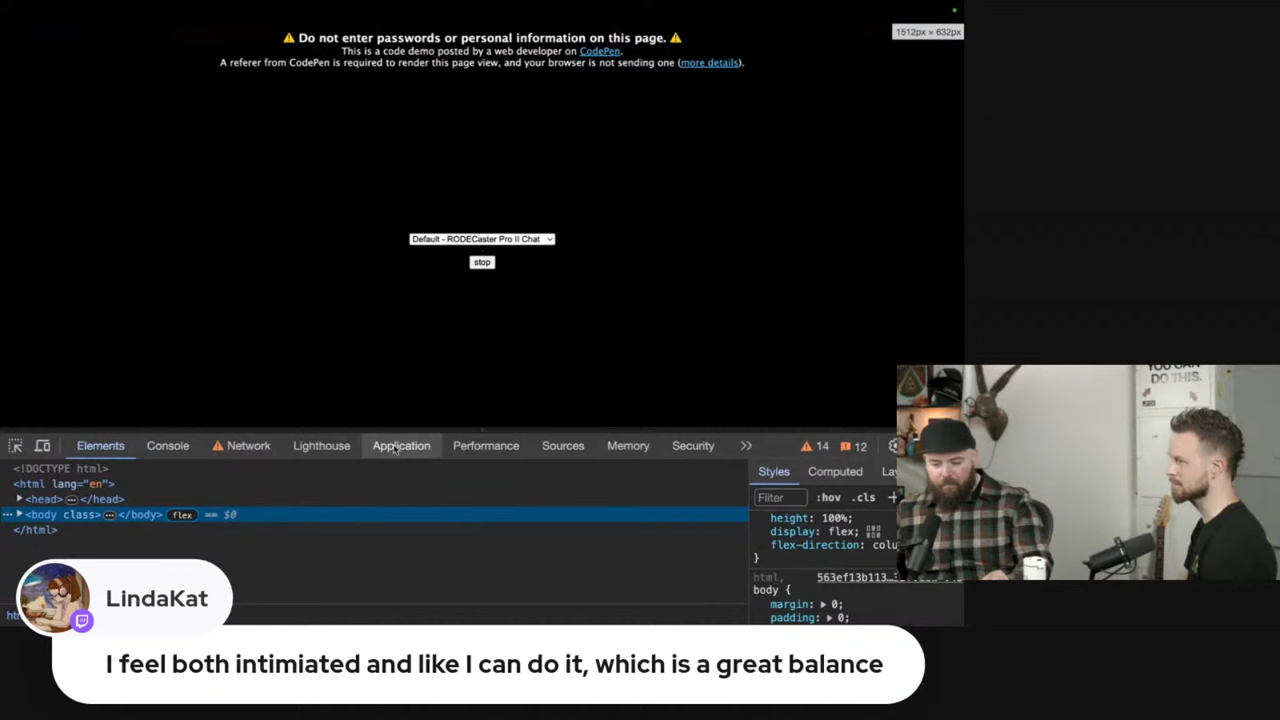 ⚠ Do not enter passwords or personal information on this page. ⚠
This is a code demo posted by a web developer on CodePen.
A referer from CodePen is required to render this page view, and your browser is not sending one (more details).
1512px × 632px
Default - RODECaster Pro II Chat
stop
YOU CAN
DO THIS.
Elements Console Network Lighthouse Application Performance Sources Memory Security 14 12
<!DOCTYPE html>
<html lang="en">
<head> … </head>
… <body class> … </body> flex == $0
</html>
Styles Computed
Filter :hov .cls +
height: 100%;
display: flex;
flex-direction:
}
html,
body {
margin: 0;
padding: 0;
LindaKat
I feel both intimiated and like I can do it, which is a great balance